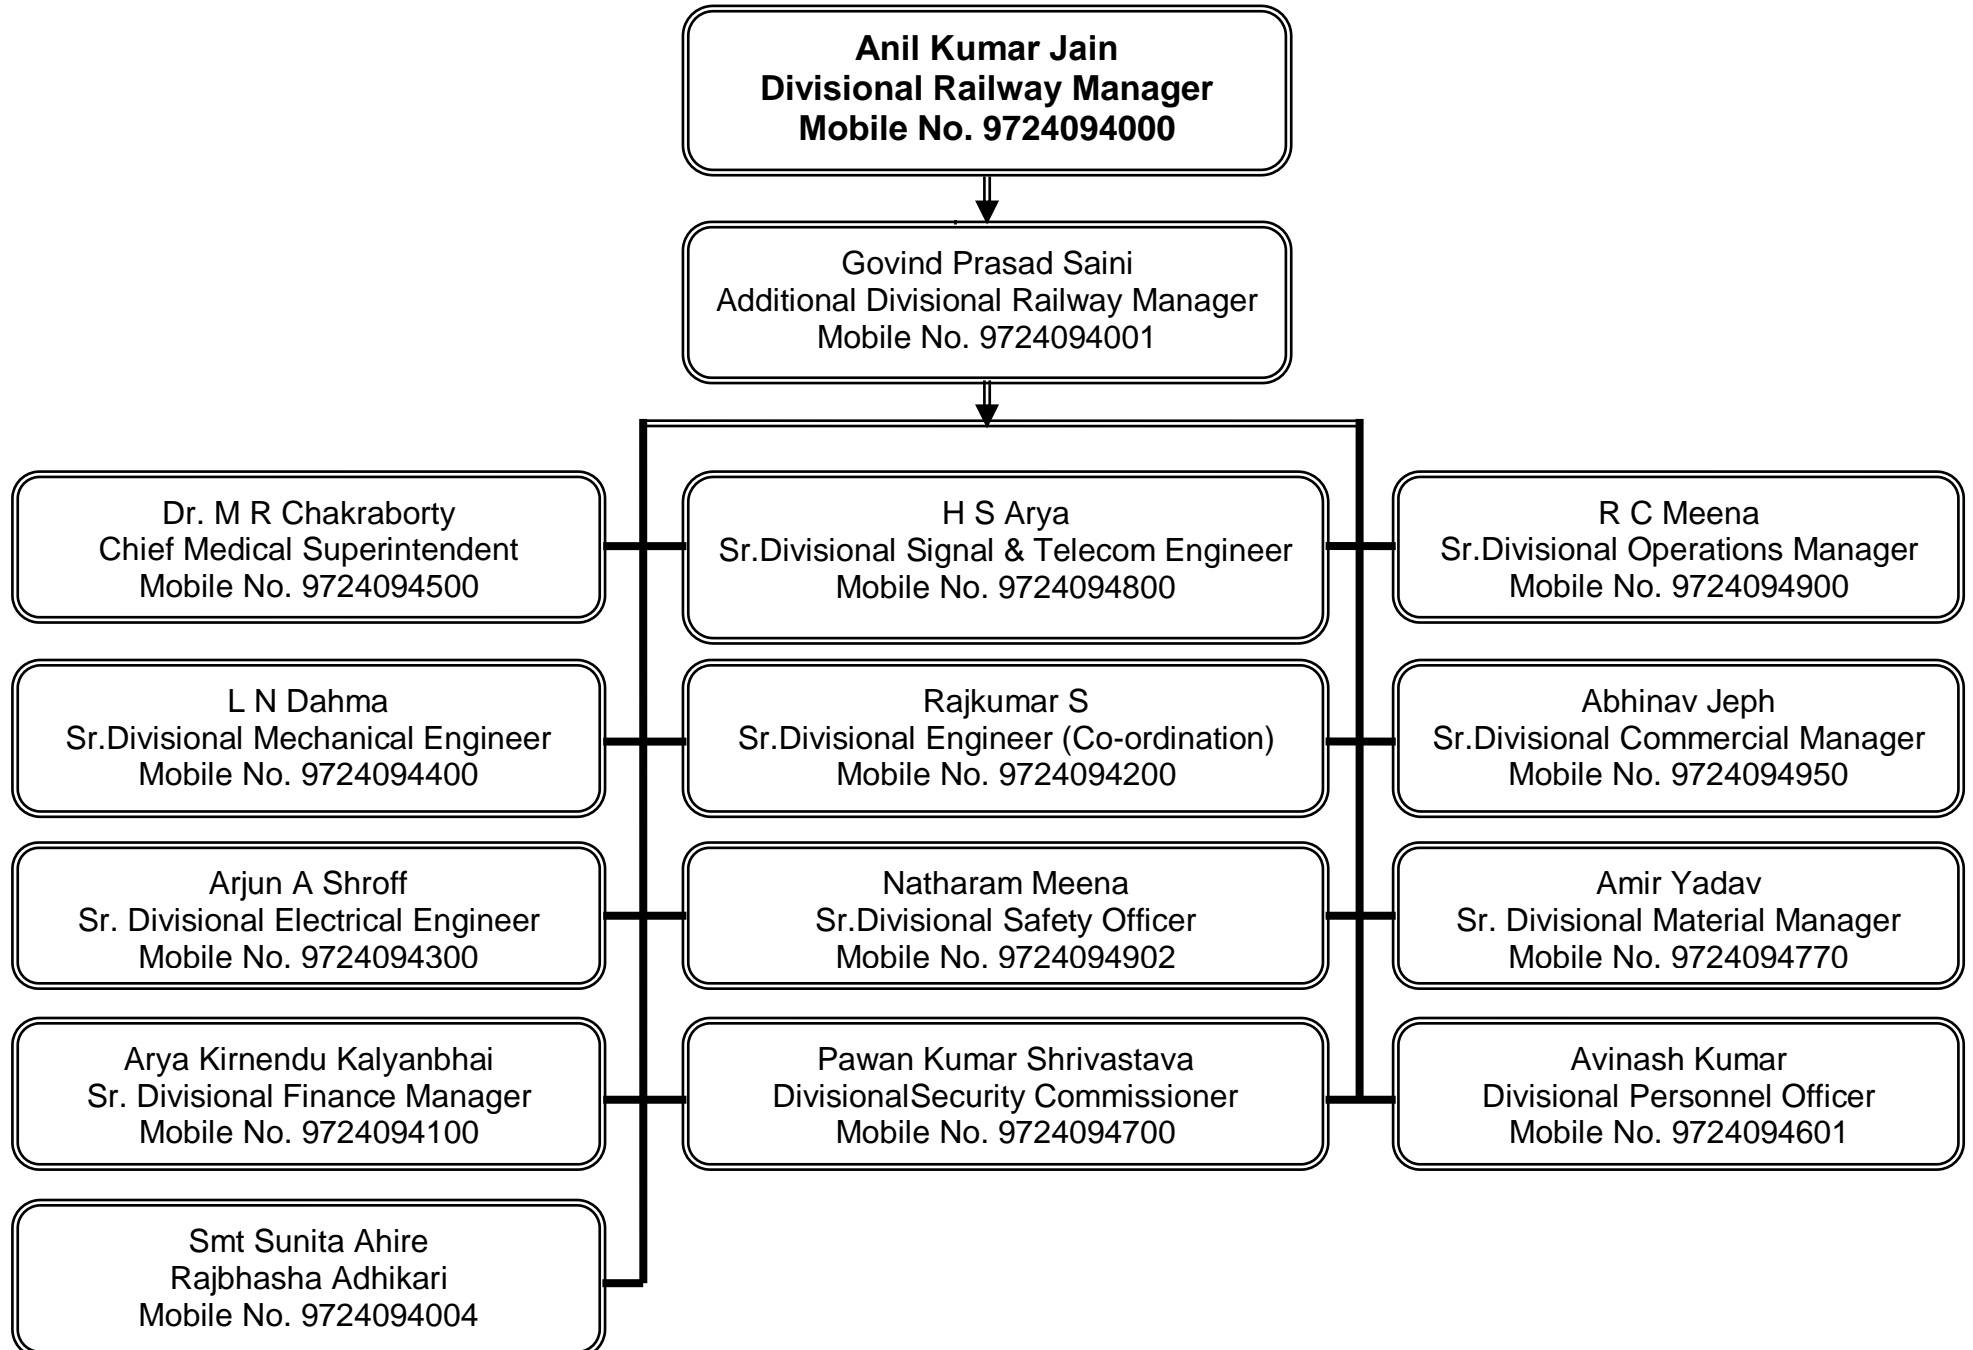 Anil Kumar Jain
Divisional Railway Manager
Mobile No. 9724094000
Govind Prasad Saini
Additional Divisional Railway Manager
Mobile No. 9724094001
Dr. M R Chakraborty
Chief Medical Superintendent
Mobile No. 9724094500
H S Arya
Sr.Divisional Signal & Telecom Engineer
Mobile No. 9724094800
R C Meena
Sr.Divisional Operations Manager
Mobile No. 9724094900
L N Dahma
Sr.Divisional Mechanical Engineer
Mobile No. 9724094400
Rajkumar S
Sr.Divisional Engineer (Co-ordination)
Mobile No. 9724094200
Abhinav Jeph
Sr.Divisional Commercial Manager
Mobile No. 9724094950
Arjun A Shroff
Sr. Divisional Electrical Engineer
Mobile No. 9724094300
Natharam Meena
Sr.Divisional Safety Officer
Mobile No. 9724094902
Amir Yadav
Sr. Divisional Material Manager
Mobile No. 9724094770
Arya Kirnendu Kalyanbhai
Sr. Divisional Finance Manager
Mobile No. 9724094100
Pawan Kumar Shrivastava
DivisionalSecurity Commissioner
Mobile No. 9724094700
Avinash Kumar
Divisional Personnel Officer
Mobile No. 9724094601
Smt Sunita Ahire
Rajbhasha Adhikari
Mobile No. 9724094004